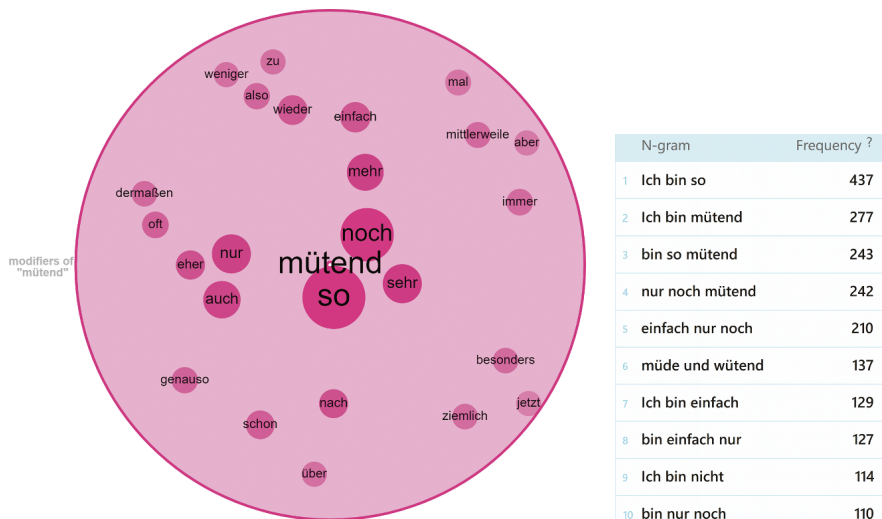 zu
weniger
also
wieder
einfach
mal
mittlerweile
aber
mehr
dermaßen
oft
immer
noch
nur
eher
modifiers of
"mütend"
mütend
sehr
auch
so
besonders
genauso
nach
jetzt
ziemlich
schon
über
N-gram Frequency ?
1 Ich bin so 437
2 Ich bin mütend 277
3 bin so mütend 243
4 nur noch mütend 242
5 einfach nur noch 210
6 müde und wütend 137
7 Ich bin einfach 129
8 bin einfach nur 127
9 Ich bin nicht 114
10 bin nur noch 110